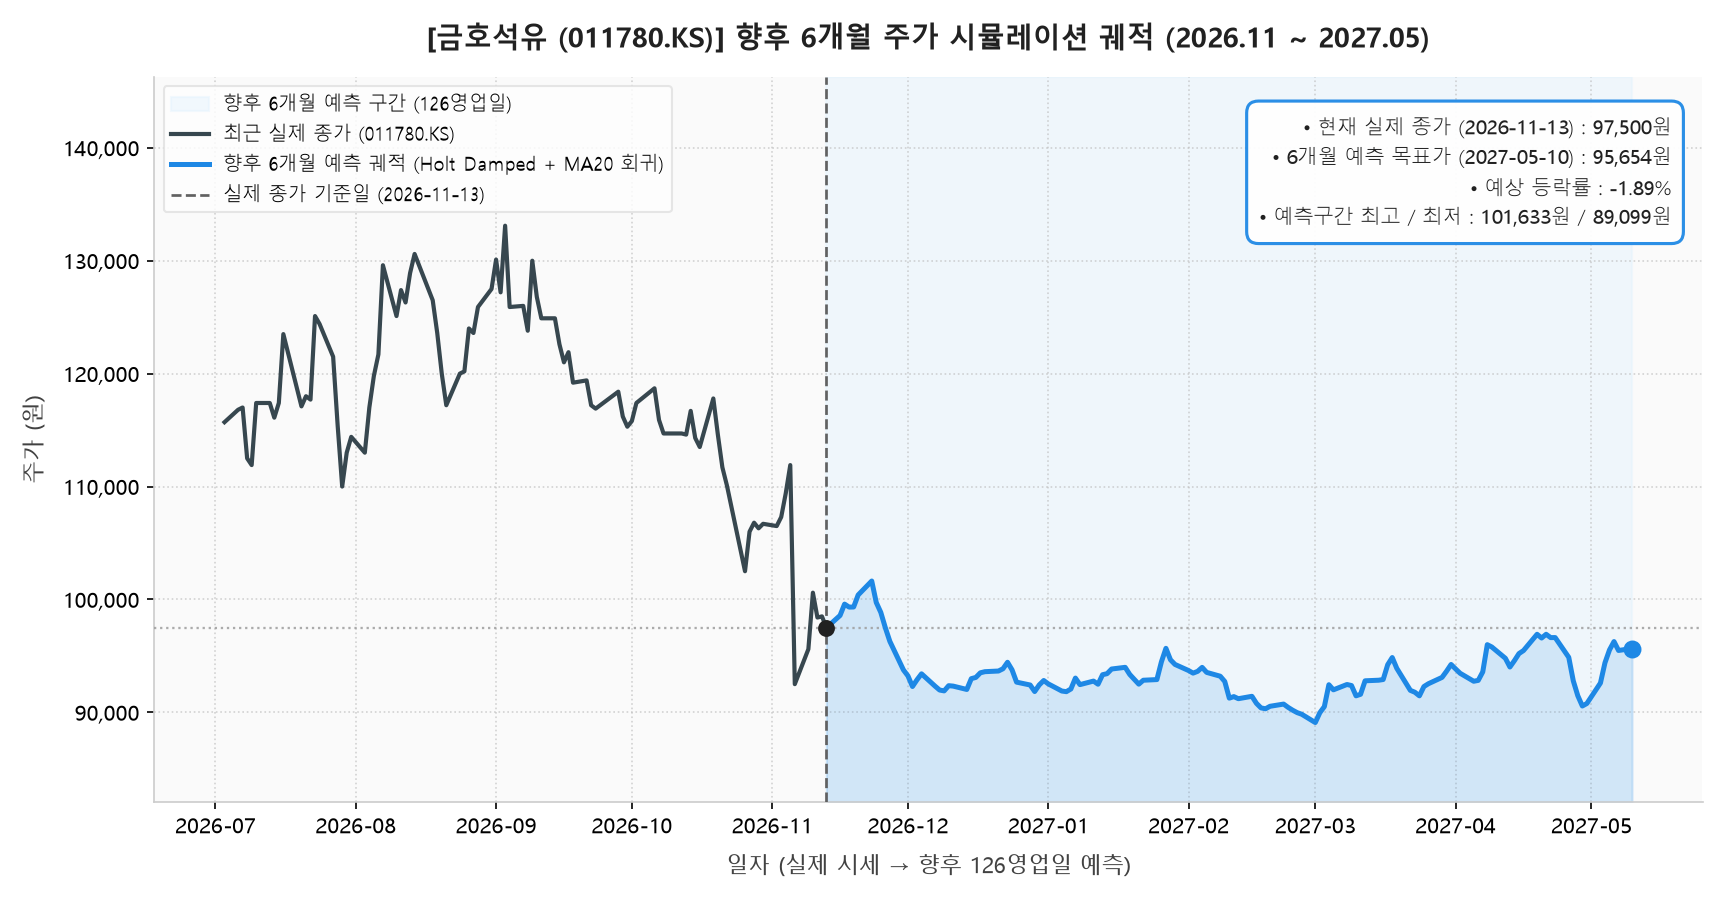 [금호석유 (011780.KS)] 향후 6개월 주가 시뮬레이션 궤적 (2026.11 ~ 2027.05)
향후 6개월 예측 구간 (126영업일)
최근 실제 종가 (011780.KS)
향후 6개월 예측 궤적 (Holt Damped + MA20 회귀)
실제 종가 기준일 (2026-11-13)
• 현재 실제 종가 (2026-11-13) : 97,500원
• 6개월 예측 목표가 (2027-05-10) : 95,654원
• 예상 등락률 : -1.89%
• 예측구간 최고 / 최저 : 101,633원 / 89,099원
주가 (원)
140,000
130,000
120,000
110,000
100,000
90,000
2026-07 2026-08 2026-09 2026-10 2026-11 2026-12 2027-01 2027-02 2027-03 2027-04 2027-05
일자 (실제 시세 → 향후 126영업일 예측)